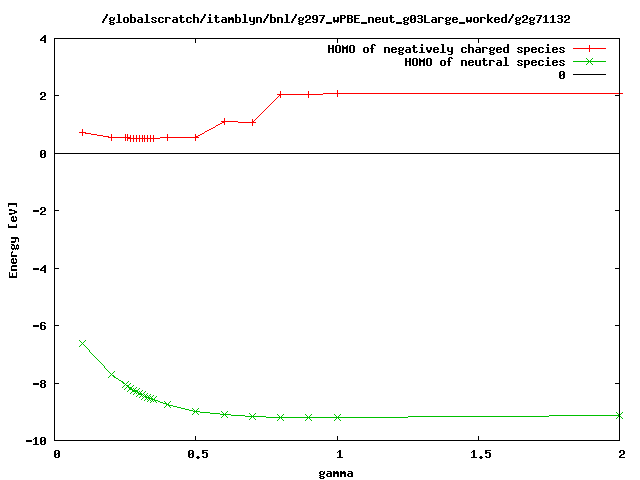 /globalscratch/itamblyn/bnl/g297_wPBE_neut_g03Large_worked/g2g71132
HOMO of negatively charged species
HOMO of neutral species
0
4
2
0
-2
-4
-6
-8
-10
Energy [eV]
0
0.5
1
1.5
2
gamma